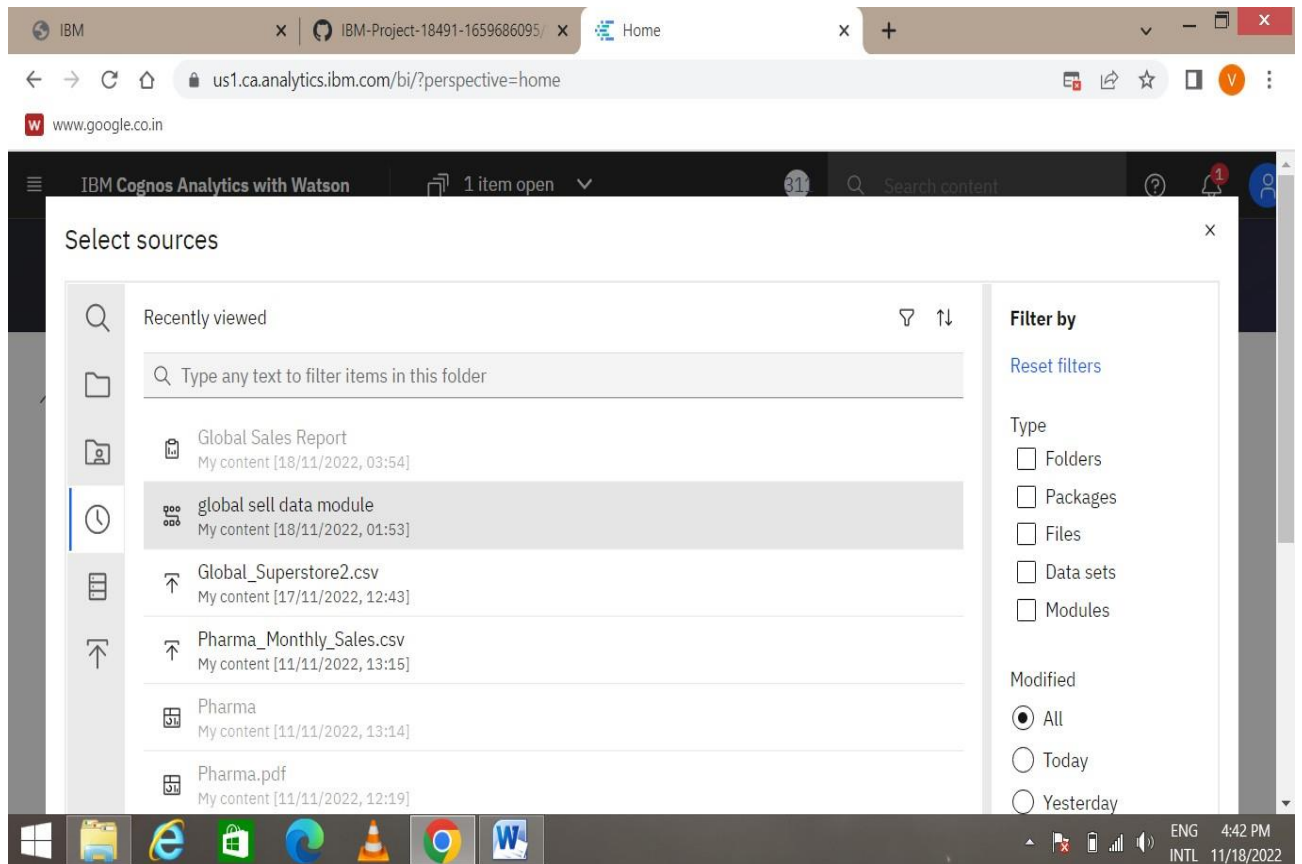 IBM
IBM-Project-18491-1659686095/
Home
us1.ca.analytics.ibm.com/bi/?perspective=home
V
W www.google.co.in
IBM Cognos Analytics with Watson
1 item open
311
Search content
1
Select sources
Recently viewed
Type any text to filter items in this folder
Global Sales Report
My content [18/11/2022, 03:54]
global sell data module
My content [18/11/2022, 01:53]
Global_Superstore2.csv
My content [17/11/2022, 12:43]
Pharma_Monthly_Sales.csv
My content [11/11/2022, 13:15]
Pharma
My content [11/11/2022, 13:14]
Pharma.pdf
My content [11/11/2022, 12:19]
Filter by
Reset filters
Type
Folders
Packages
Files
Data sets
Modules
Modified
All
Today
Yesterday
ENG 4:42 PM
INTL 11/18/2022